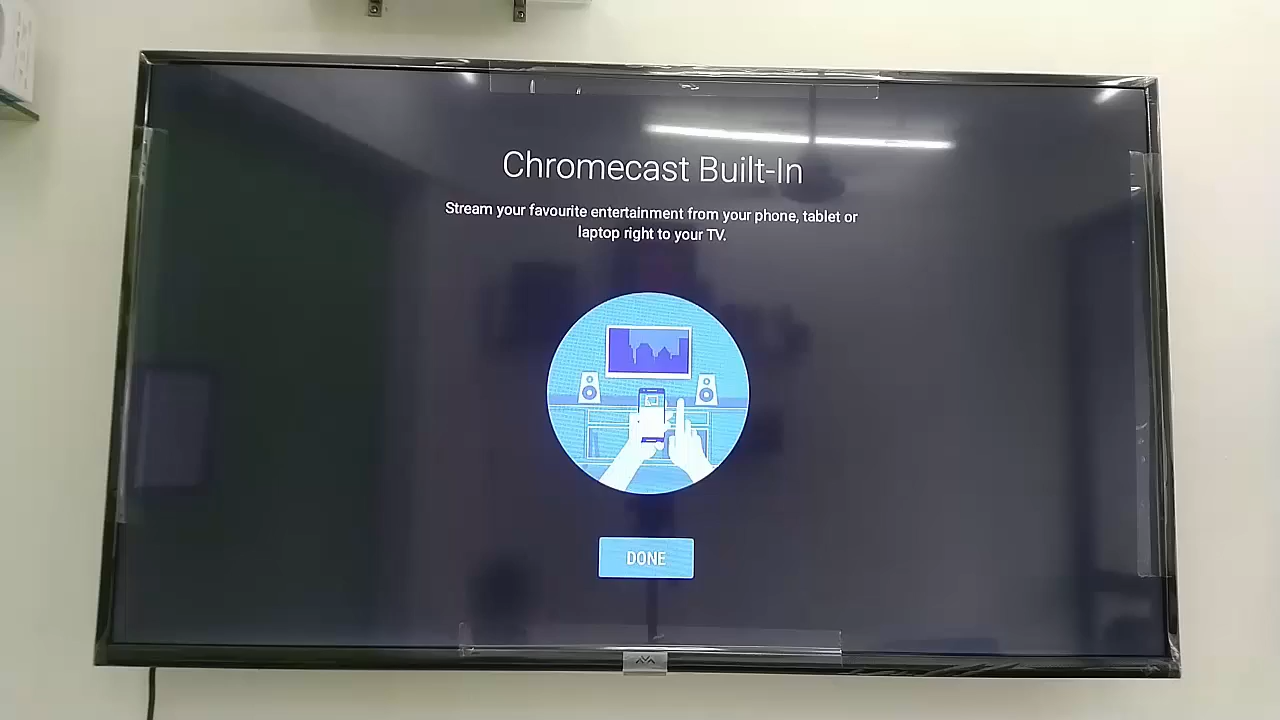 Chromecast Built-In
Stream your favourite entertainment from your phone, tablet or
laptop right to your TV.
DONE